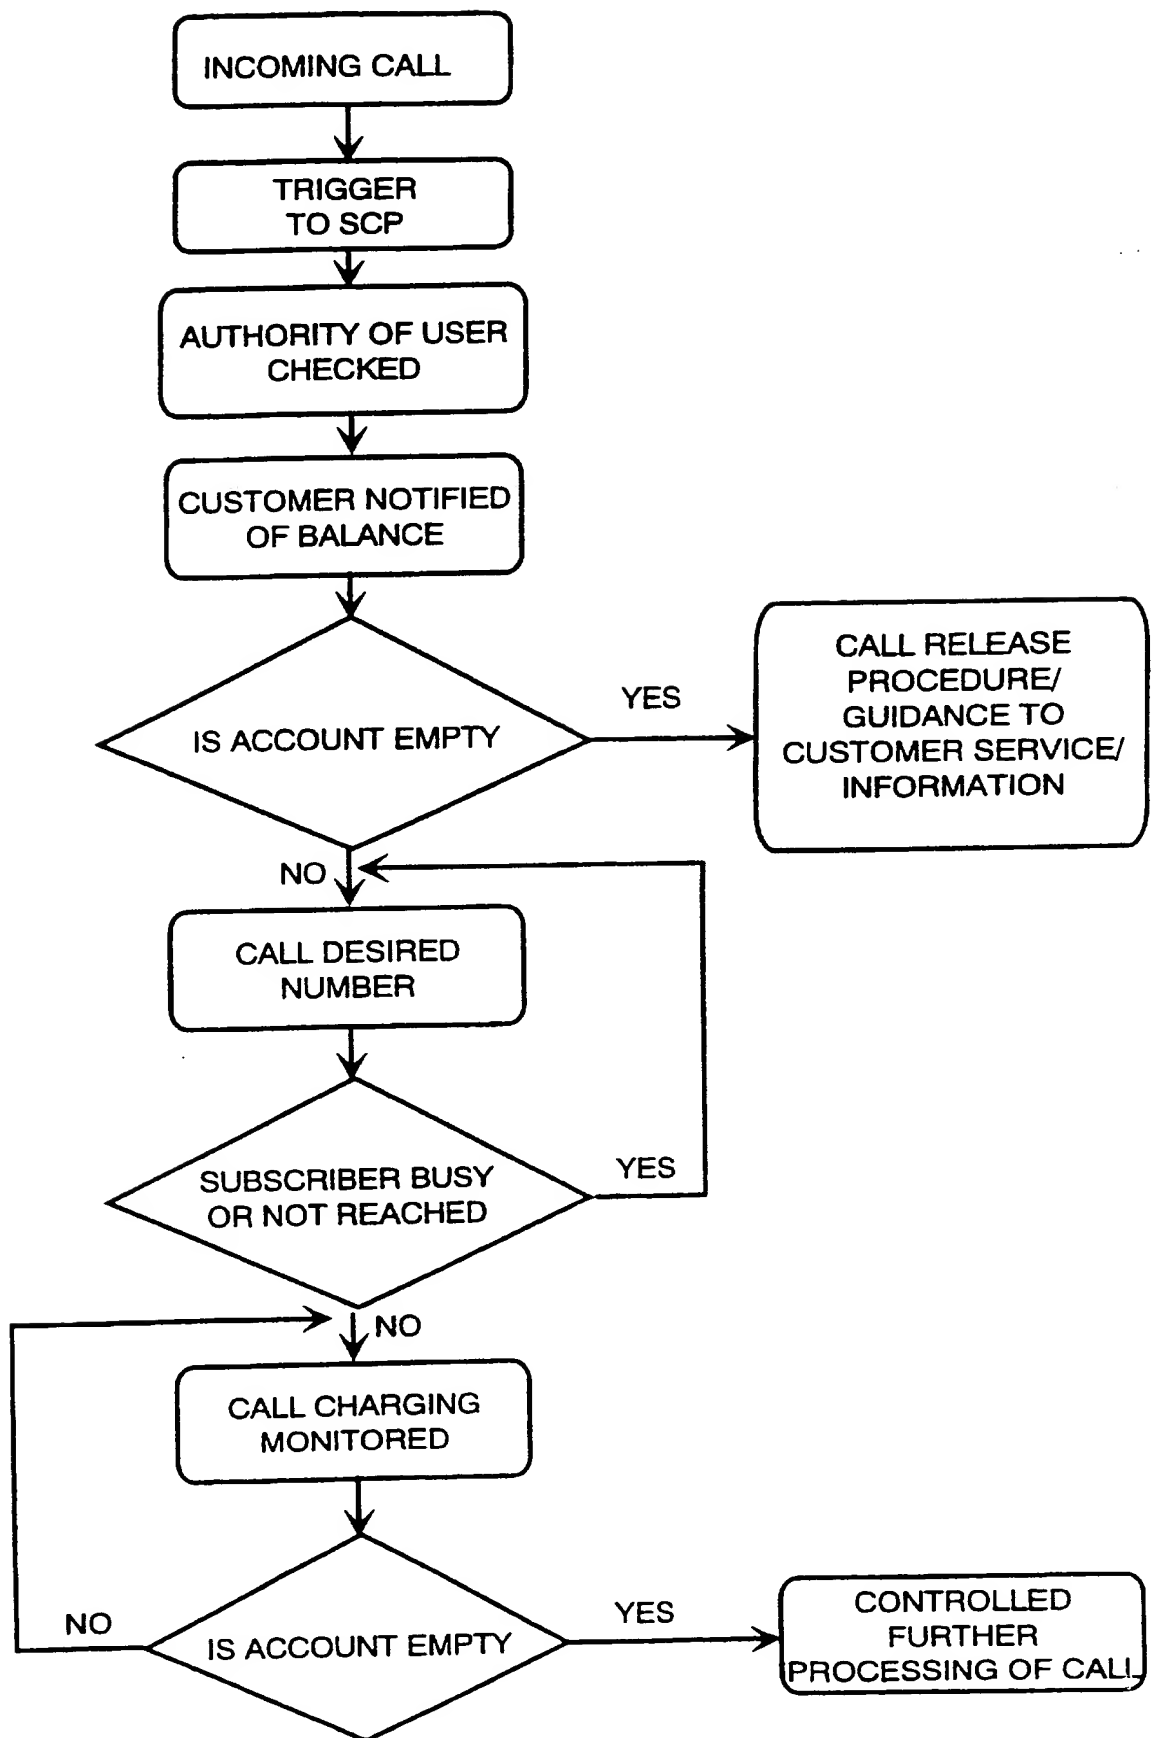 INCOMING CALL
TRIGGER
TO SCP
AUTHORITY OF USER
CHECKED
CUSTOMER NOTIFIED
OF BALANCE
IS ACCOUNT EMPTY
YES
CALL RELEASE
PROCEDURE/
GUIDANCE TO
CUSTOMER SERVICE/
INFORMATION
NO
CALL DESIRED
NUMBER
SUBSCRIBER BUSY
OR NOT REACHED
YES
NO
CALL CHARGING
MONITORED
NO
IS ACCOUNT EMPTY
YES
CONTROLLED
FURTHER
PROCESSING OF CALL